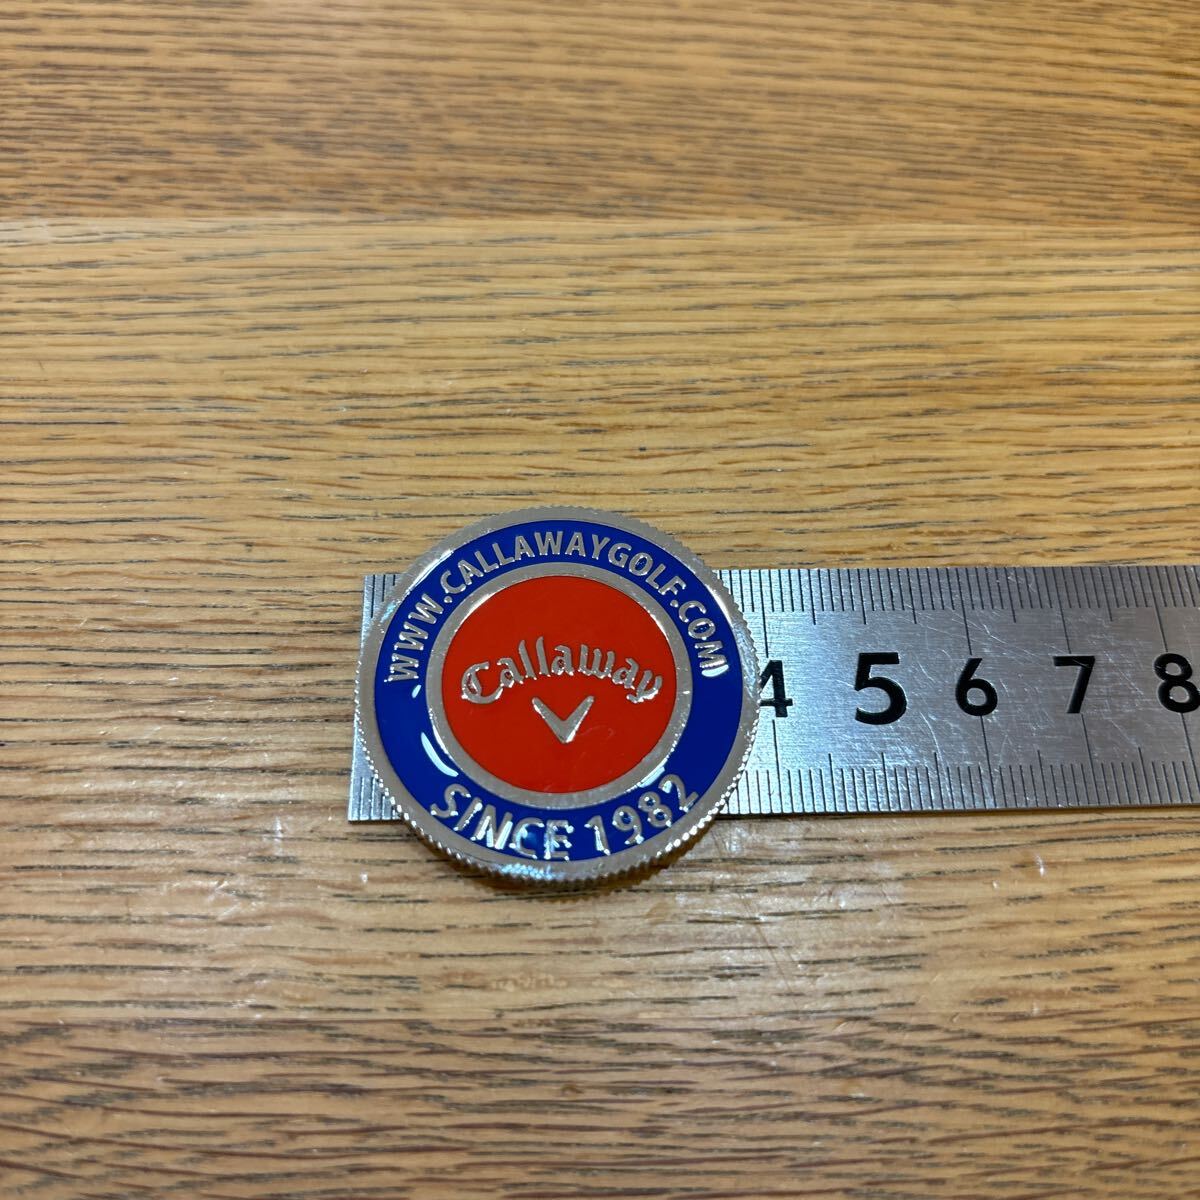 WWW.CALLAWAYGOLF.COM
Callaway
SINCE 1982
4 5 6 7 8